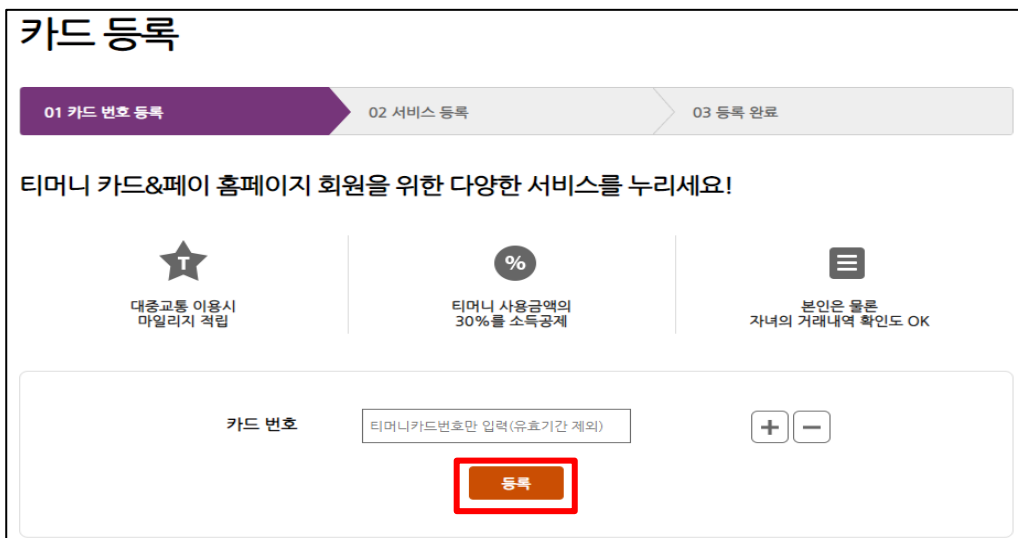 카드 등록
01 카드 번호 등록
02 서비스 등록
03 등록 완료
티머니 카드&페이 홈페이지 회원을 위한 다양한 서비스를 누리세요!
T
대중교통 이용시
마일리지 적립
%
티머니 사용금액의
30%를 소득공제
본인은 물론
자녀의 거래내역 확인도 OK
카드 번호
티머니카드번호만 입력(유효기간 제외)
+ −
등록